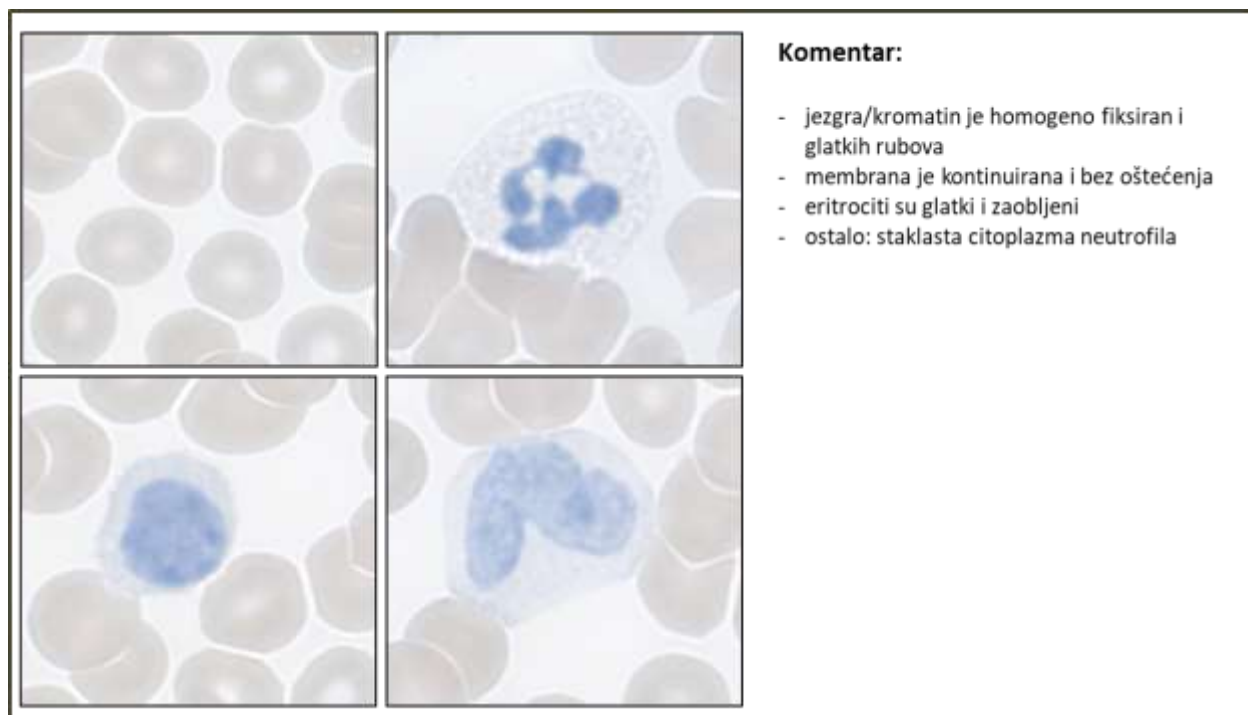 Komentar:
- jezgra/kromatin je homogeno fiksiran i
glatkih rubova
- membrana je kontinuirana i bez oštećenja
- eritrociti su glatki i zaobljeni
- ostalo: staklasta citoplazma neutrofila